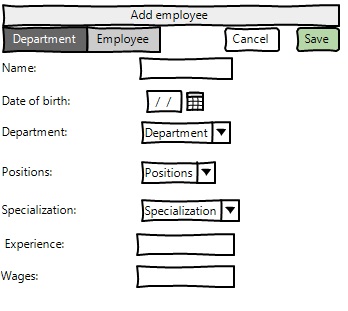 Add employee
Department Employee Cancel Save
Name:
Date of birth: / /
Department: Department
Positions: Positions
Specialization: Specialization
Experience:
Wages: